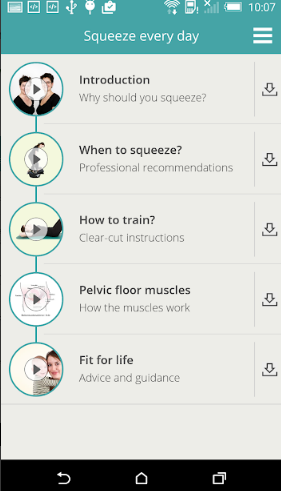 10:07
Squeeze every day
Introduction
Why should you squeeze?
When to squeeze?
Professional recommendations
How to train?
Clear-cut instructions
Pelvic floor muscles
How the muscles work
Fit for life
Advice and guidance